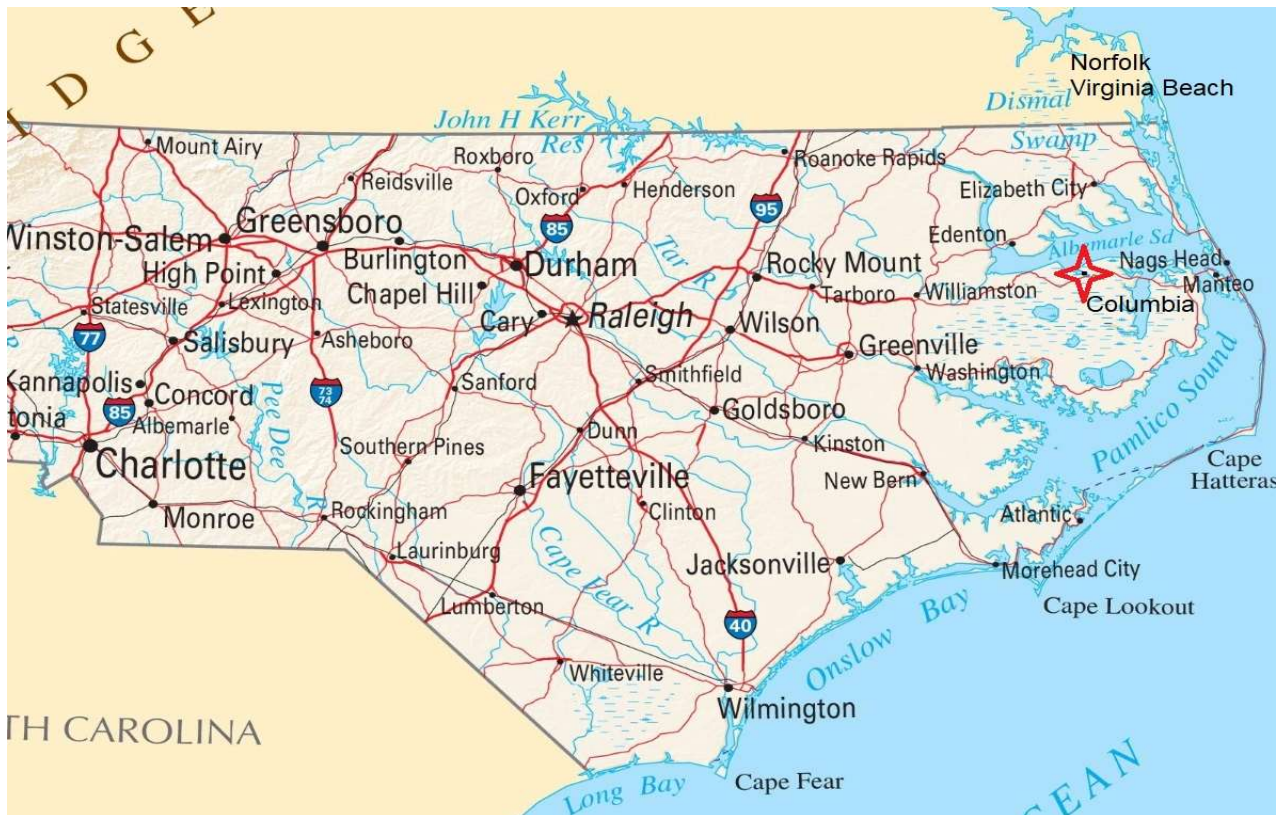 IDGE
Norfolk
Virginia Beach
Dismal
Swamp
John H Kerr
Res
Mount Airy
Roxboro
Roanoke Rapids
Reidsville
Oxford
Henderson
Elizabeth City
95
85
Greensboro
Winston-Salem
Edenton
Albemarle Sd
Tar R
Burlington
High Point
Durham
Rocky Mount
Nags Head
Chapel Hill
Tarboro
Williamston
Manteo
Statesville
Lexington
Columbia
Cary
Raleigh
Wilson
77
Salisbury
Asheboro
Greenville
Washington
Kannapolis
Concord
Sanford
Smithfield
73
74
85
Albemarle
Pee Dee
R
Goldsboro
Pamlico Sound
tonia
Dunn
Kinston
Southern Pines
Charlotte
Cape
Hatteras
Fayetteville
New Bern
Monroe
Rockingham
Clinton
Atlantic
Laurinburg
Cape Fear R
Jacksonville
Morehead City
Lumberton
Cape Lookout
40
Onslow Bay
Whiteville
Wilmington
TH CAROLINA
Cape Fear
Long Bay
CEAN